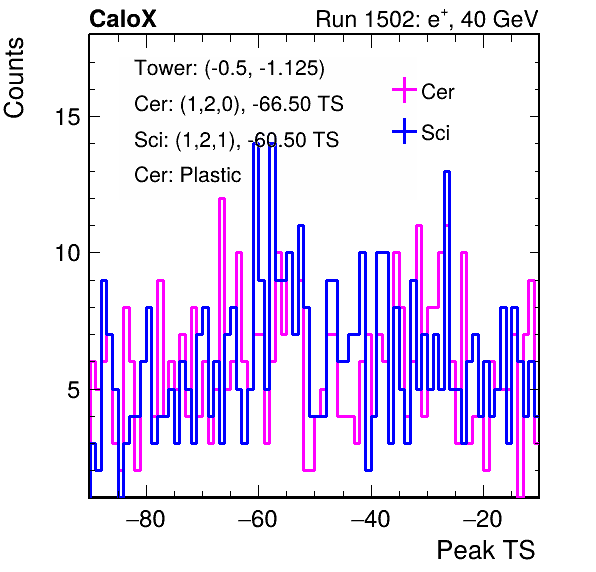 CaloX Run 1502: e⁺, 40 GeV
Counts
Tower: (-0.5, -1.125)
Cer: (1,2,0), -66.50 TS
Sci: (1,2,1), -60.50 TS
Cer: Plastic
Cer
Sci
15
10
5
−80 −60 −40 −20
Peak TS